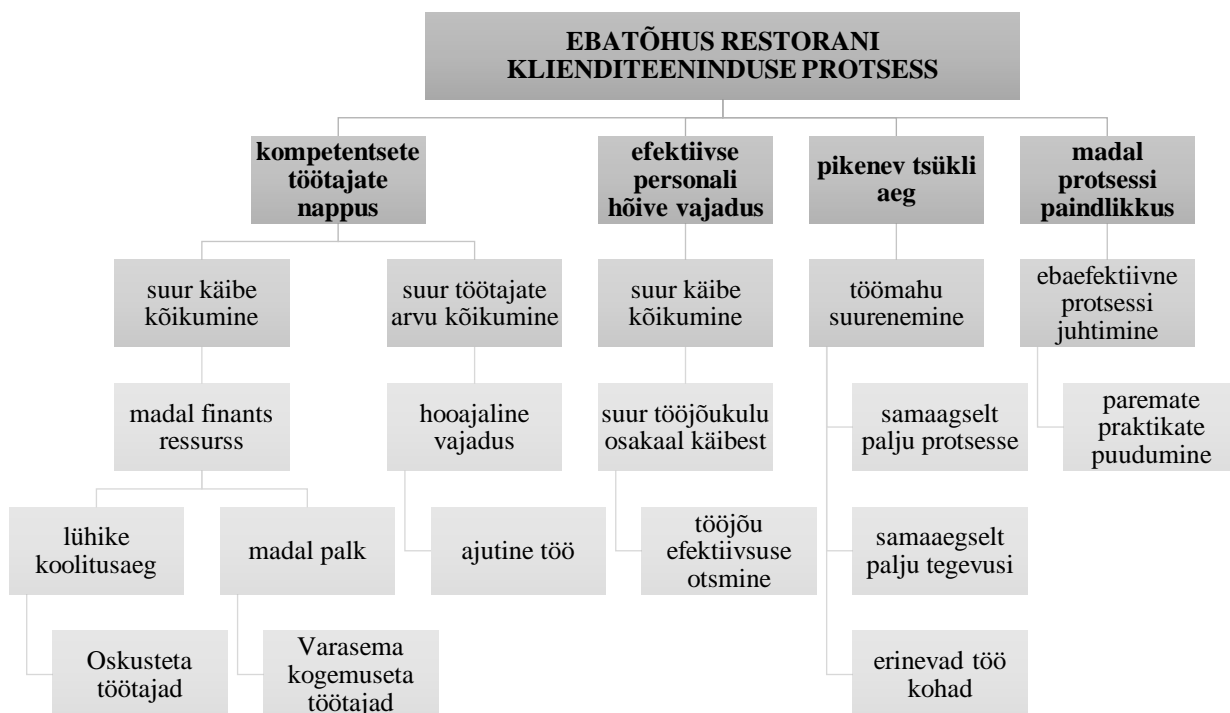 EBATÕHUS RESTORANI
KLIENDITEENINDUSE PROTSESS
kompetentsete
töötajate
nappus
efektiivse
personali
hõive vajadus
pikenev tsükli
aeg
madal
protsessi
paindlikkus
suur käibe
kõikumine
suur töötajate
arvu kõikumine
suur käibe
kõikumine
töömahu
suurenemine
ebaefektiivne
protsessi
juhtimine
madal finants
ressurss
hooajaline
vajadus
suur tööjõukulu
osakaal käibest
samaagselt
palju protsesse
paremate
praktikate
puudumine
lühike
koolitusaeg
madal palk
ajutine töö
tööjõu
efektiivsuse
otsmine
samaaegselt
palju tegevusi
Oskusteta
töötajad
Varasema
kogemuseta
töötajad
erinevad töö
kohad